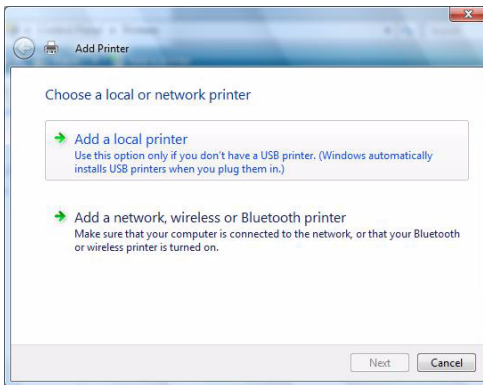 Add Printer
Choose a local or network printer
Add a local printer
Use this option only if you don't have a USB printer. (Windows automatically
installs USB printers when you plug them in.)
Add a network, wireless or Bluetooth printer
Make sure that your computer is connected to the network, or that your Bluetooth
or wireless printer is turned on.
Next
Cancel